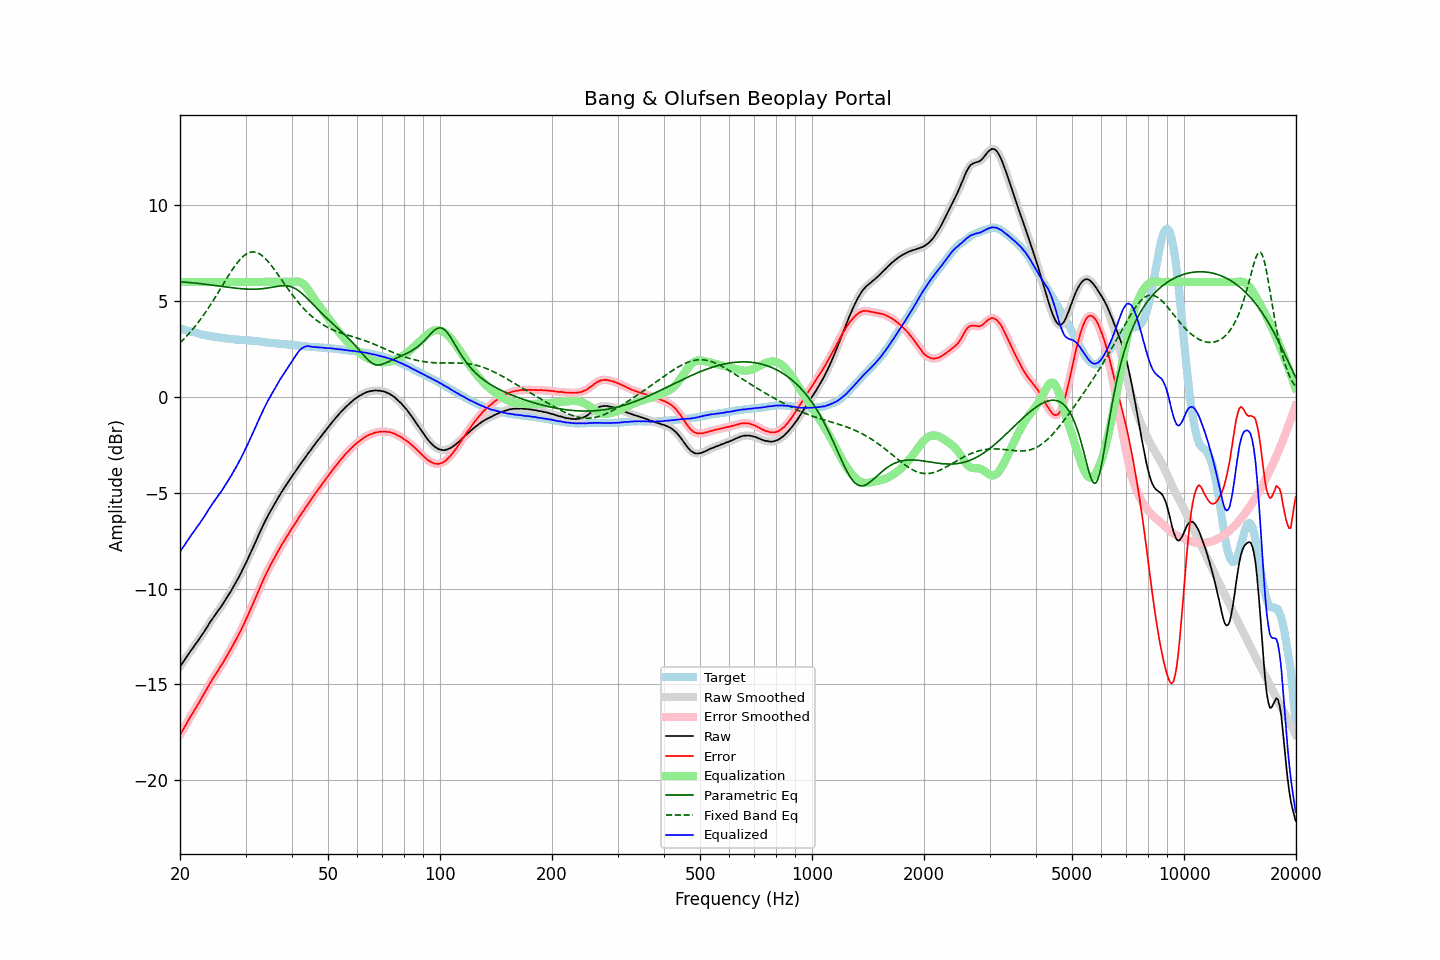 Bang & Olufsen Beoplay Portal
Amplitude (dBr)
10
5
0
−5
−10
−15
−20
Target
Raw Smoothed
Error Smoothed
Raw
Error
Equalization
Parametric Eq
Fixed Band Eq
Equalized
20 50 100 200 500 1000 2000 5000 10000 20000
Frequency (Hz)